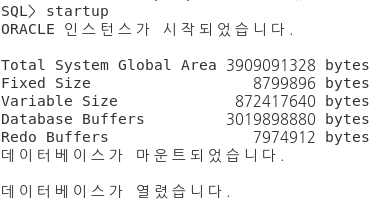 SQL> startup
ORACLE 인스턴스가 시작되었습니다.
Total System Global Area 3909091328 bytes
Fixed Size 8799896 bytes
Variable Size 872417640 bytes
Database Buffers 3019898880 bytes
Redo Buffers 7974912 bytes
데이터베이스가 마운트되었습니다.
데이터베이스가 열렸습니다.